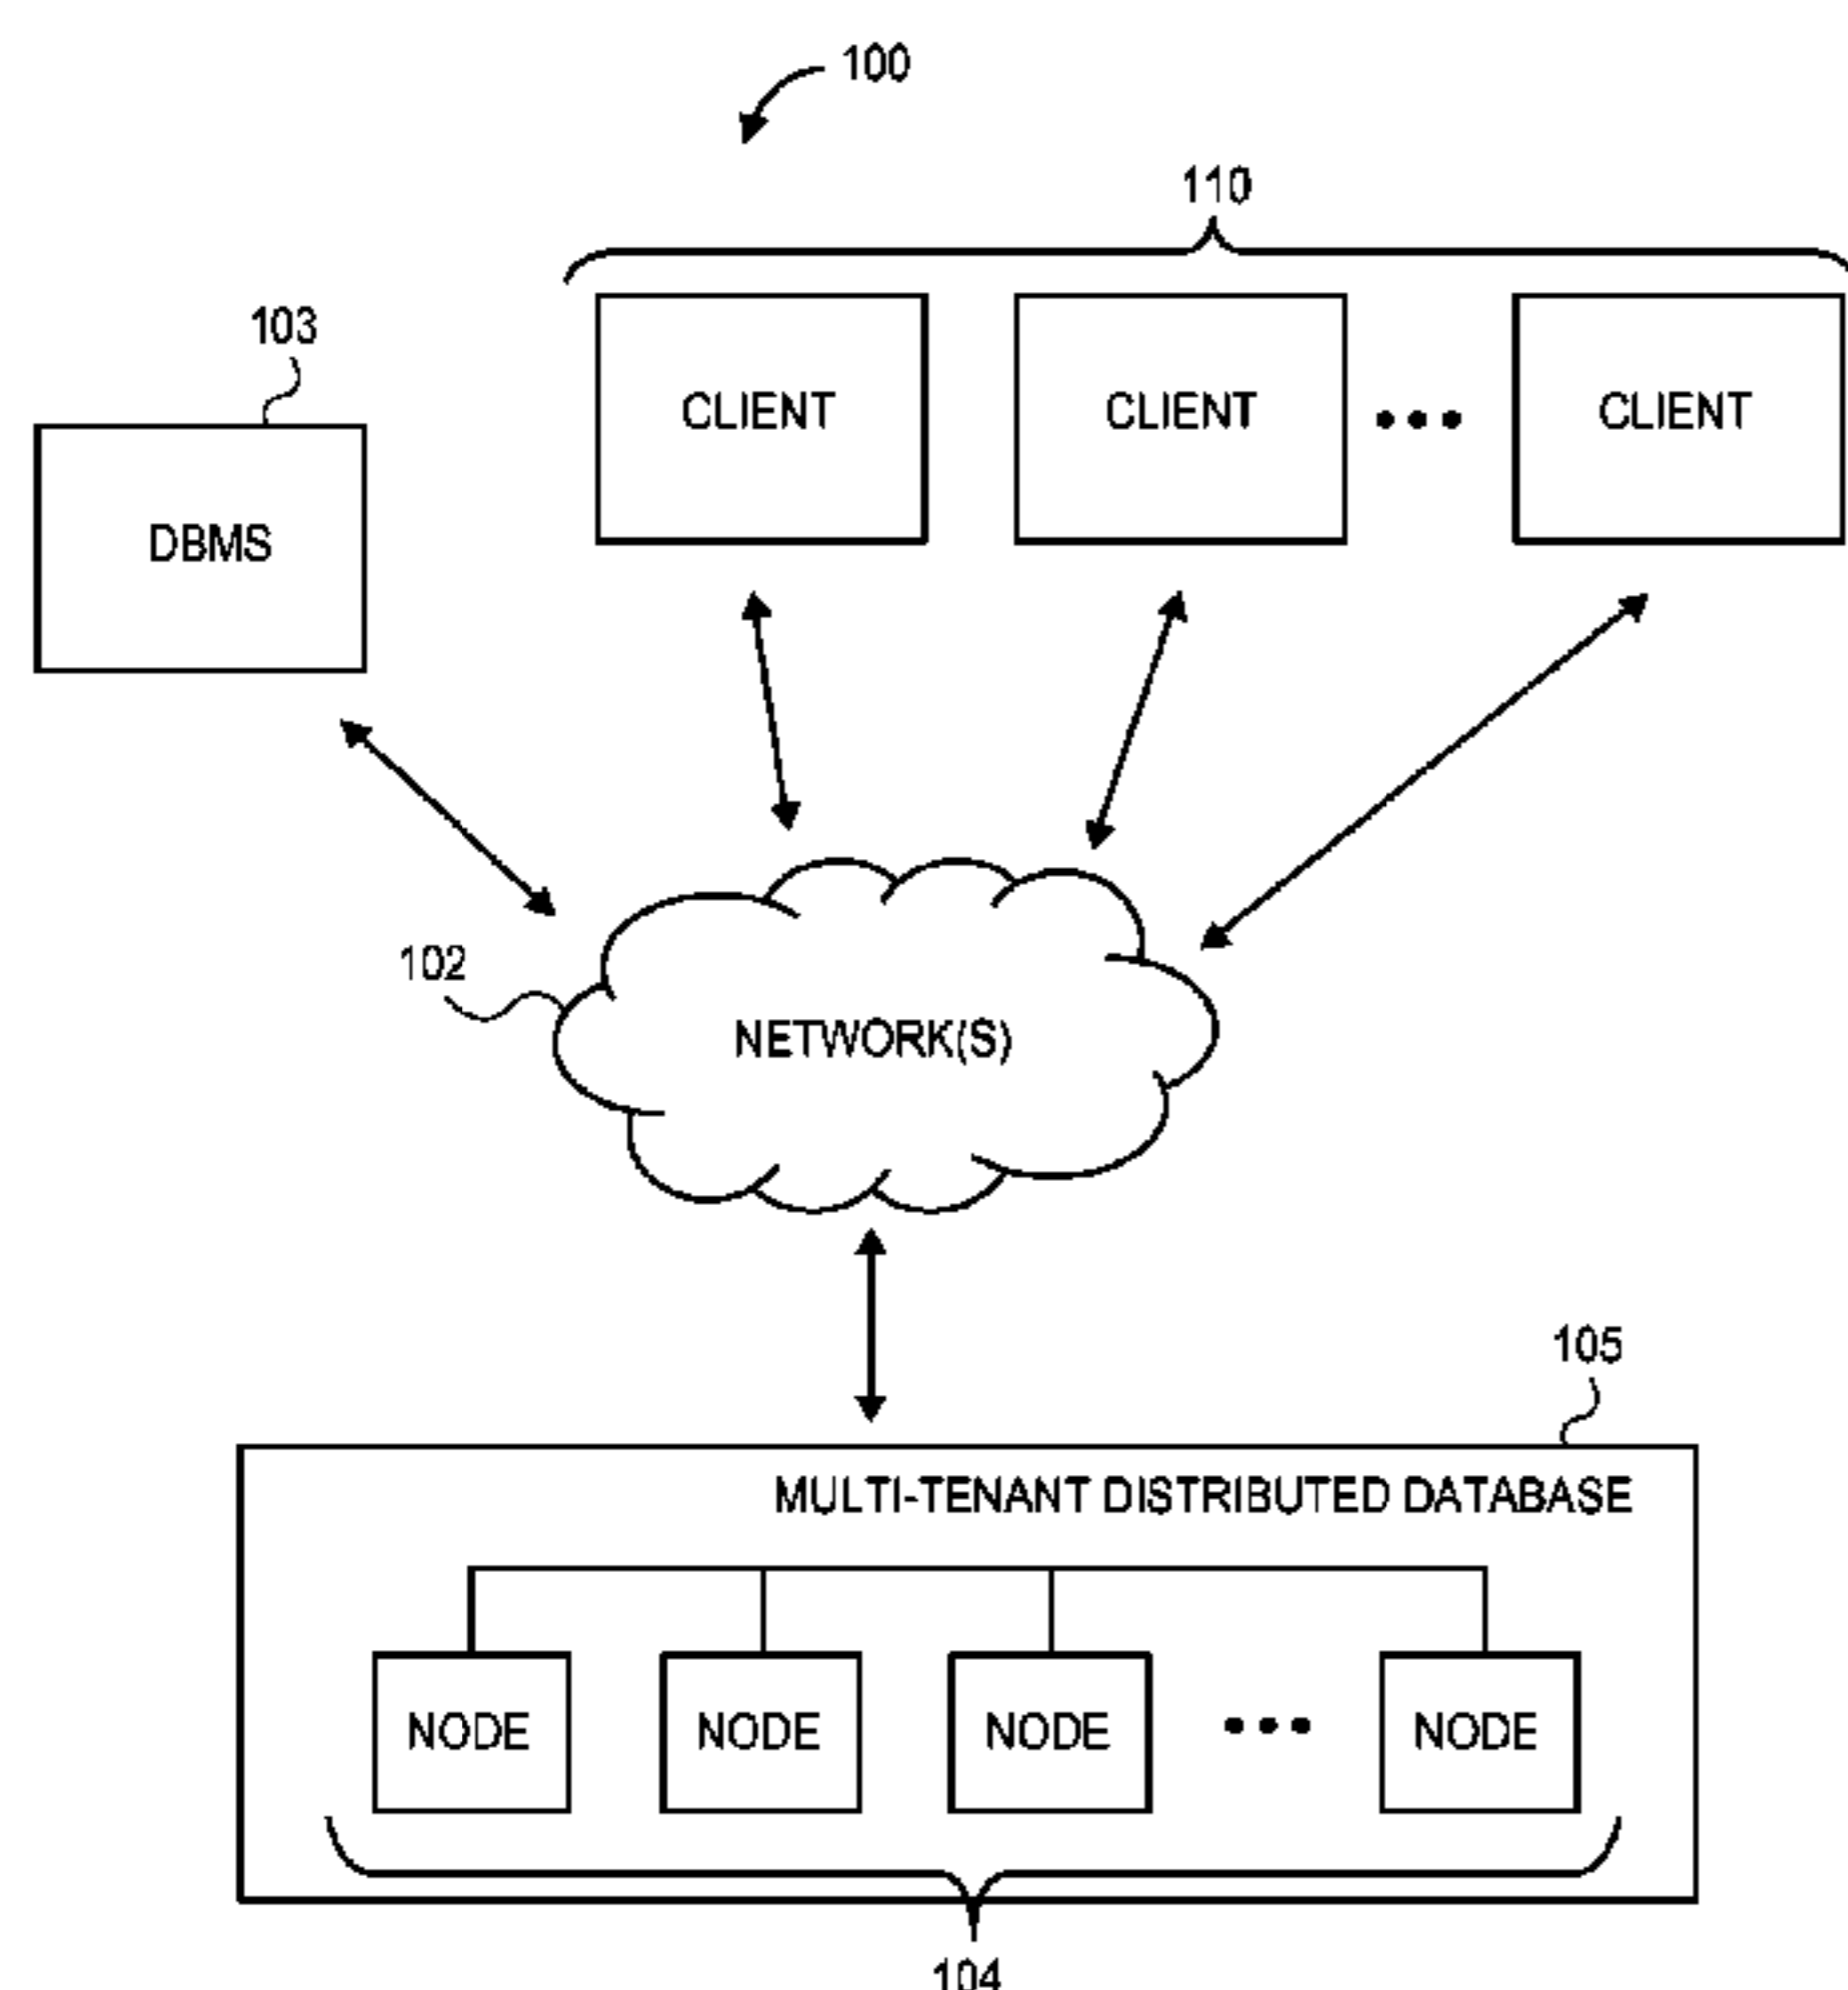 100
110
103
CLIENT
CLIENT
CLIENT
DBMS
102
NETWORK(S)
105
MULTI-TENANT DISTRIBUTED DATABASE
NODE
NODE
NODE
NODE
104